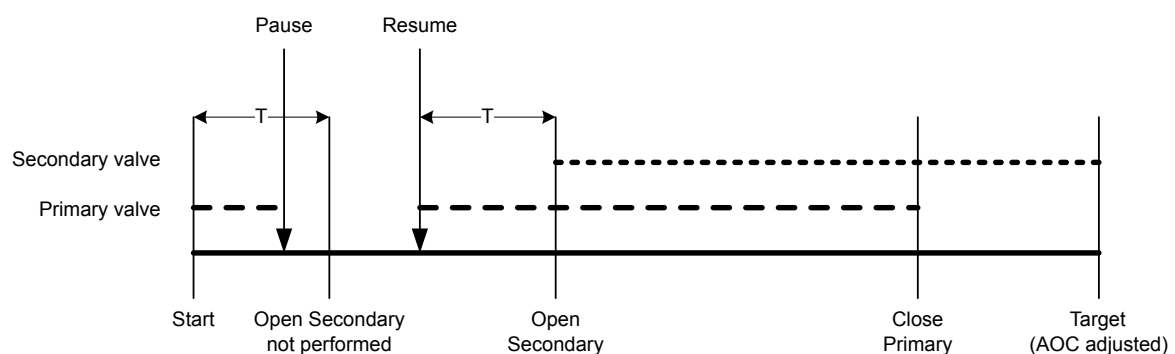 Pause
Resume
T
T
Secondary valve
Primary valve
Start
Open Secondary
not performed
Open
Secondary
Close
Primary
Target
(AOC adjusted)